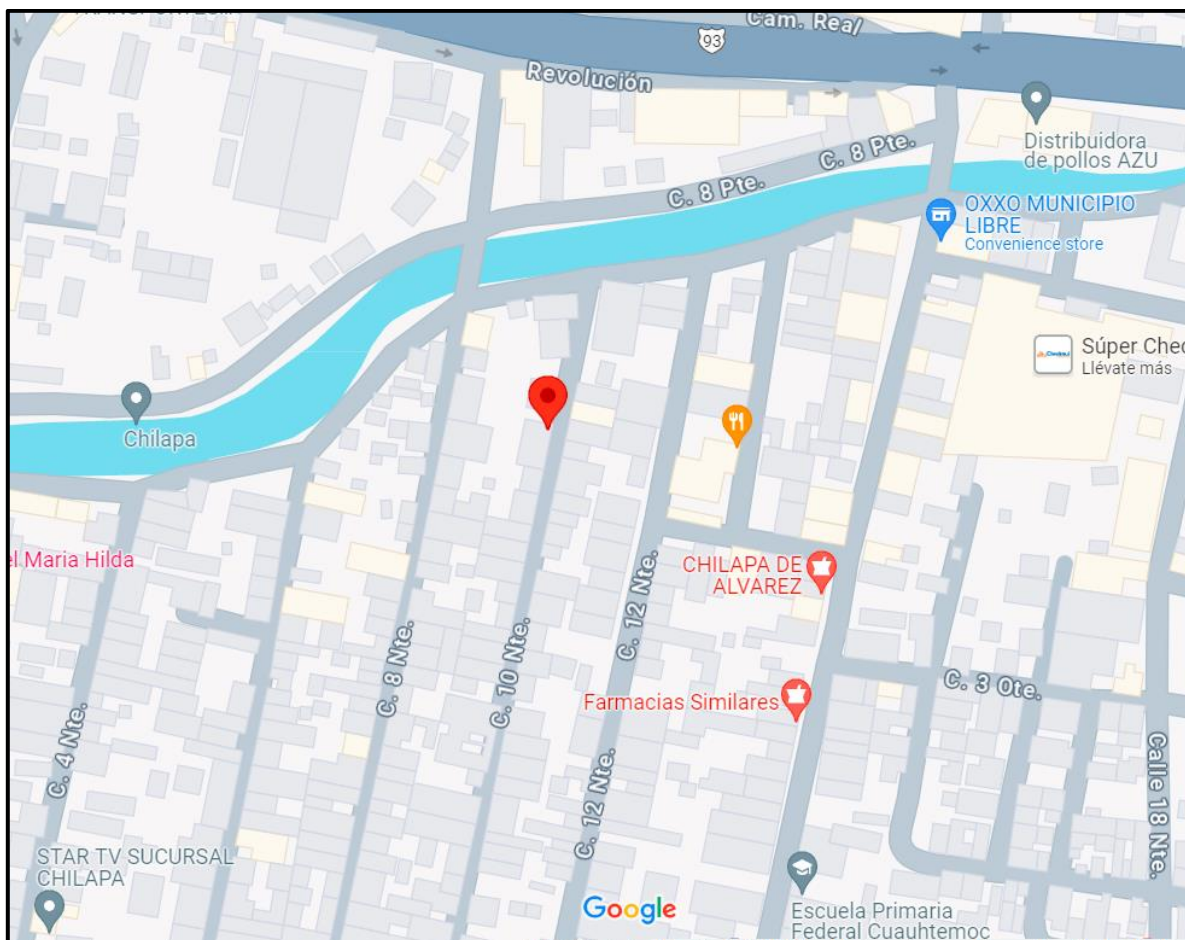 Cam. Real
93
Revolución
Distribuidora
de pollos AZU
C. 8 Pte.
C. 8 Pte.
OXXO MUNICIPIO
LIBRE
Convenience store
Súper Chec
Llévate más
Chilapa
el Maria Hilda
CHILAPA DE
ALVAREZ
C. 12 Nte.
C. 8 Nte.
C. 10 Nte.
Farmacias Similares
C. 3 Ote.
C. 4 Nte.
C. 12 Nte.
Calle 18 Nte.
STAR TV SUCURSAL
CHILAPA
Google
Escuela Primaria
Federal Cuauhtemoc